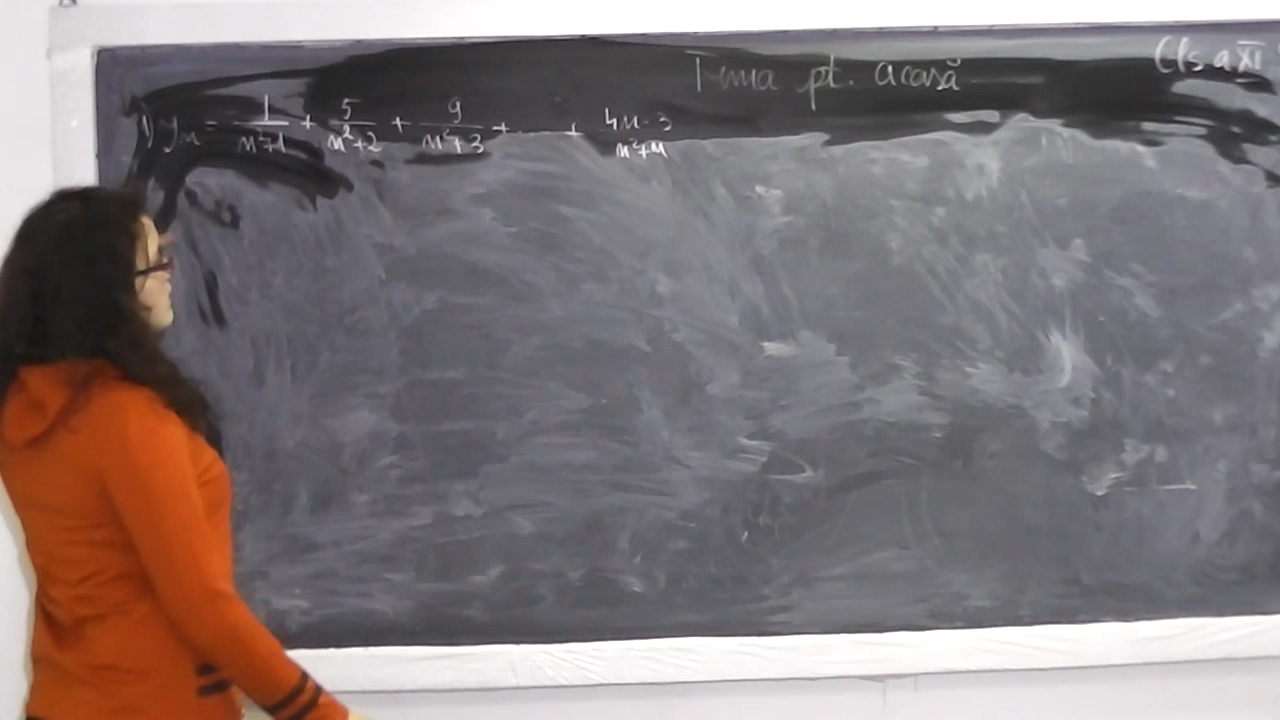 Cls a XI
Tema pt. acasă
1) yn = 1/n²+1 + 5/n²+2 + 9/n²+3 + ... + 4n-3/n²+n